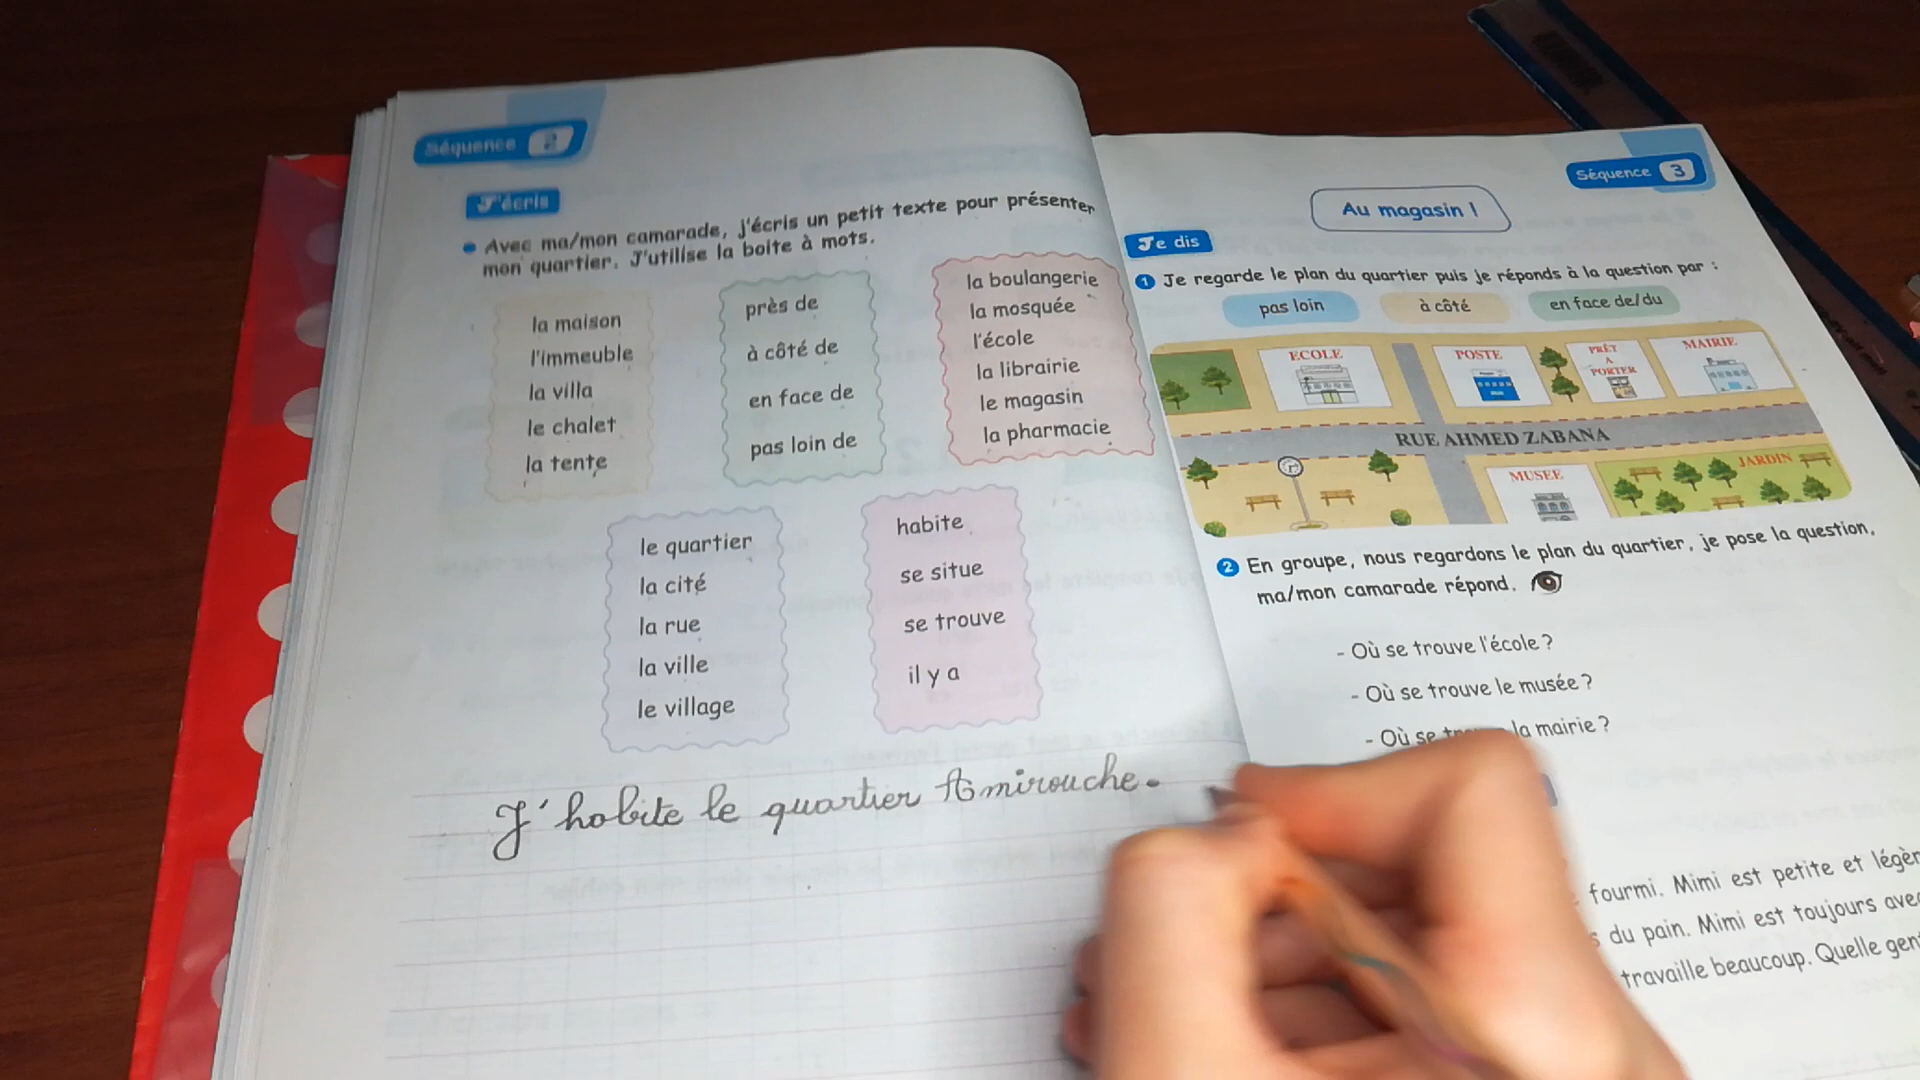 Séquence 2
J'écris
Avec ma/mon camarade, j'écris un petit texte pour présenter
mon quartier. J'utilise la boite à mots.
la maison
l'immeuble
la villa
le chalet
la tente
près de
à côté de
en face de
pas loin de
la boulangerie
la mosquée
l'école
la librairie
le magasin
la pharmacie
le quartier
la cité
la rue
la ville
le village
habite
se situe
se trouve
il y a
J'habite le quartier Amirouche.
Séquence 3
Au magasin !
Je dis
1 Je regarde le plan du quartier puis je réponds à la question par :
pas loin
à côté
en face de/du
ECOLE
POSTE
PRÊT
A
PORTER
MAIRIE
RUE AHMED ZABANA
MUSEE
JARDIN
2 En groupe, nous regardons le plan du quartier, je pose la question,
ma/mon camarade répond.
- Où se trouve l'école ?
- Où se trouve le musée ?
- Où se la mairie ?
fourmi. Mimi est petite et
du pain. Mimi est toujours
travaille beaucoup. Quelle